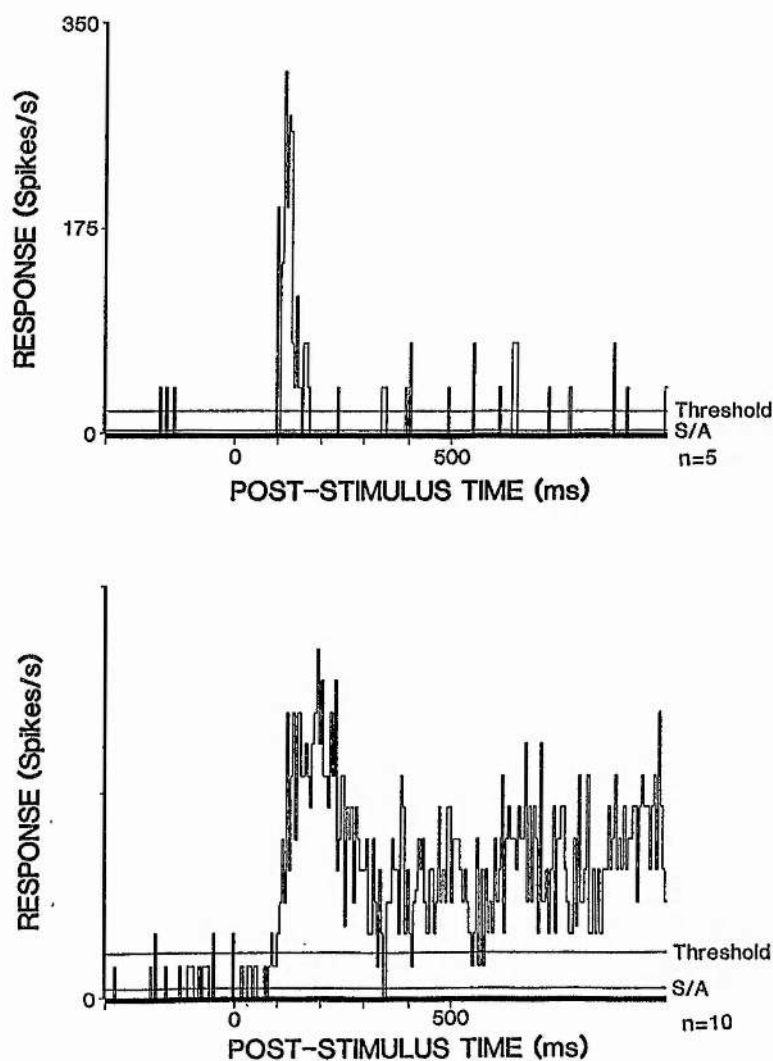 350
RESPONSE (Spikes/s)
175
Threshold
0
S/A
0 500
n=5
POST-STIMULUS TIME (ms)
RESPONSE (Spikes/s)
Threshold
0
S/A
0 500
n=10
POST-STIMULUS TIME (ms)